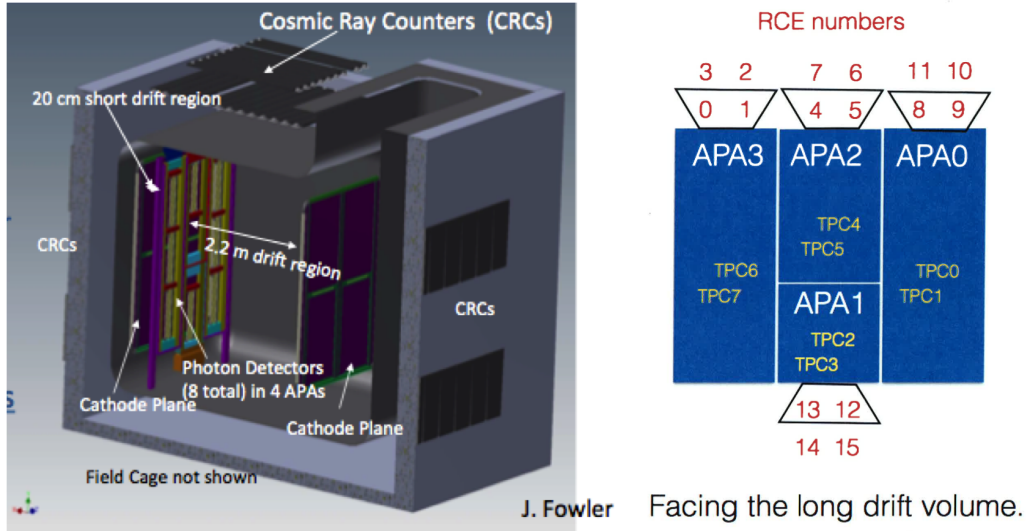 Cosmic Ray Counters (CRCs)
20 cm short drift region
CRCs
2.2 m drift region
CRCs
Photon Detectors
(8 total) in 4 APAs
Cathode Plane
Cathode Plane
Field Cage not shown
s
J. Fowler
RCE numbers
3 2 7 6 11 10
0 1 4 5 8 9
APA3 APA2 APA0
TPC4
TPC5
TPC6 TPC0
TPC7 TPC1
APA1
TPC2
TPC3
13 12
14 15
Facing the long drift volume.